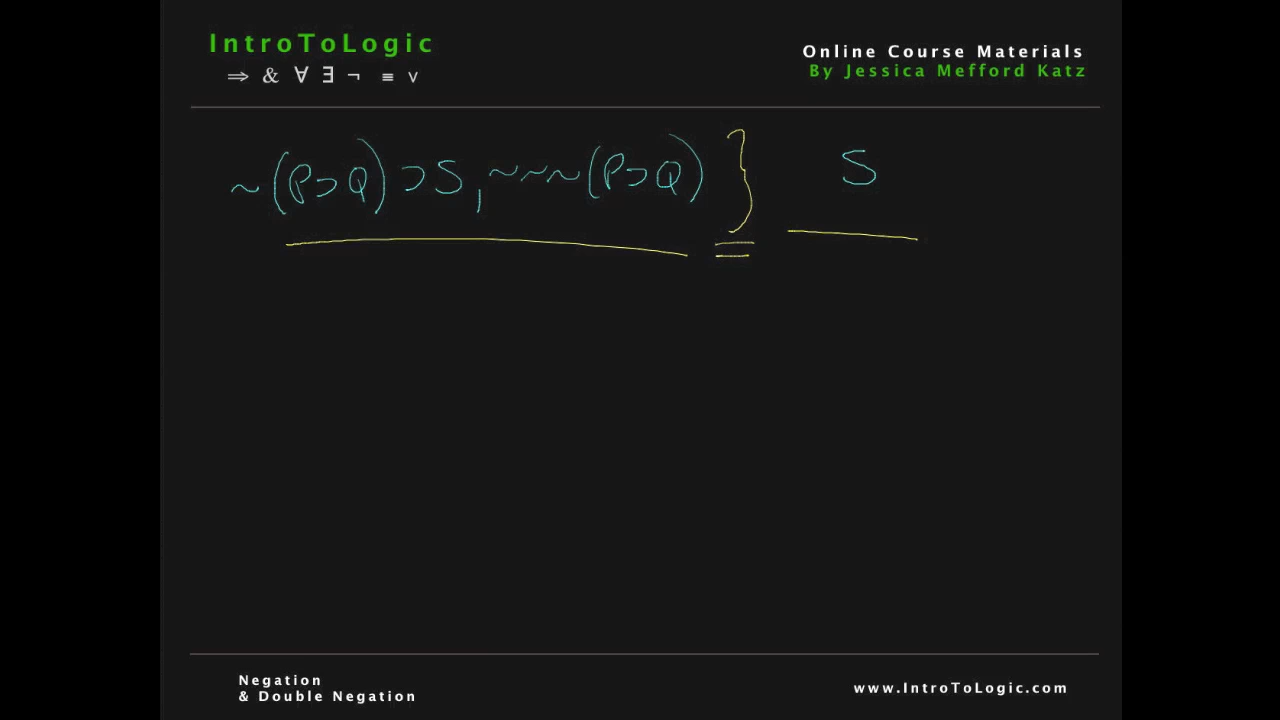 IntroToLogic
⇒ & ∀ ∃ ¬ ≡ v
Online Course Materials
By Jessica Mefford Katz
~(P⊃Q)⊃S, ~~~(P⊃Q) } S
Negation
& Double Negation
www.IntroToLogic.com